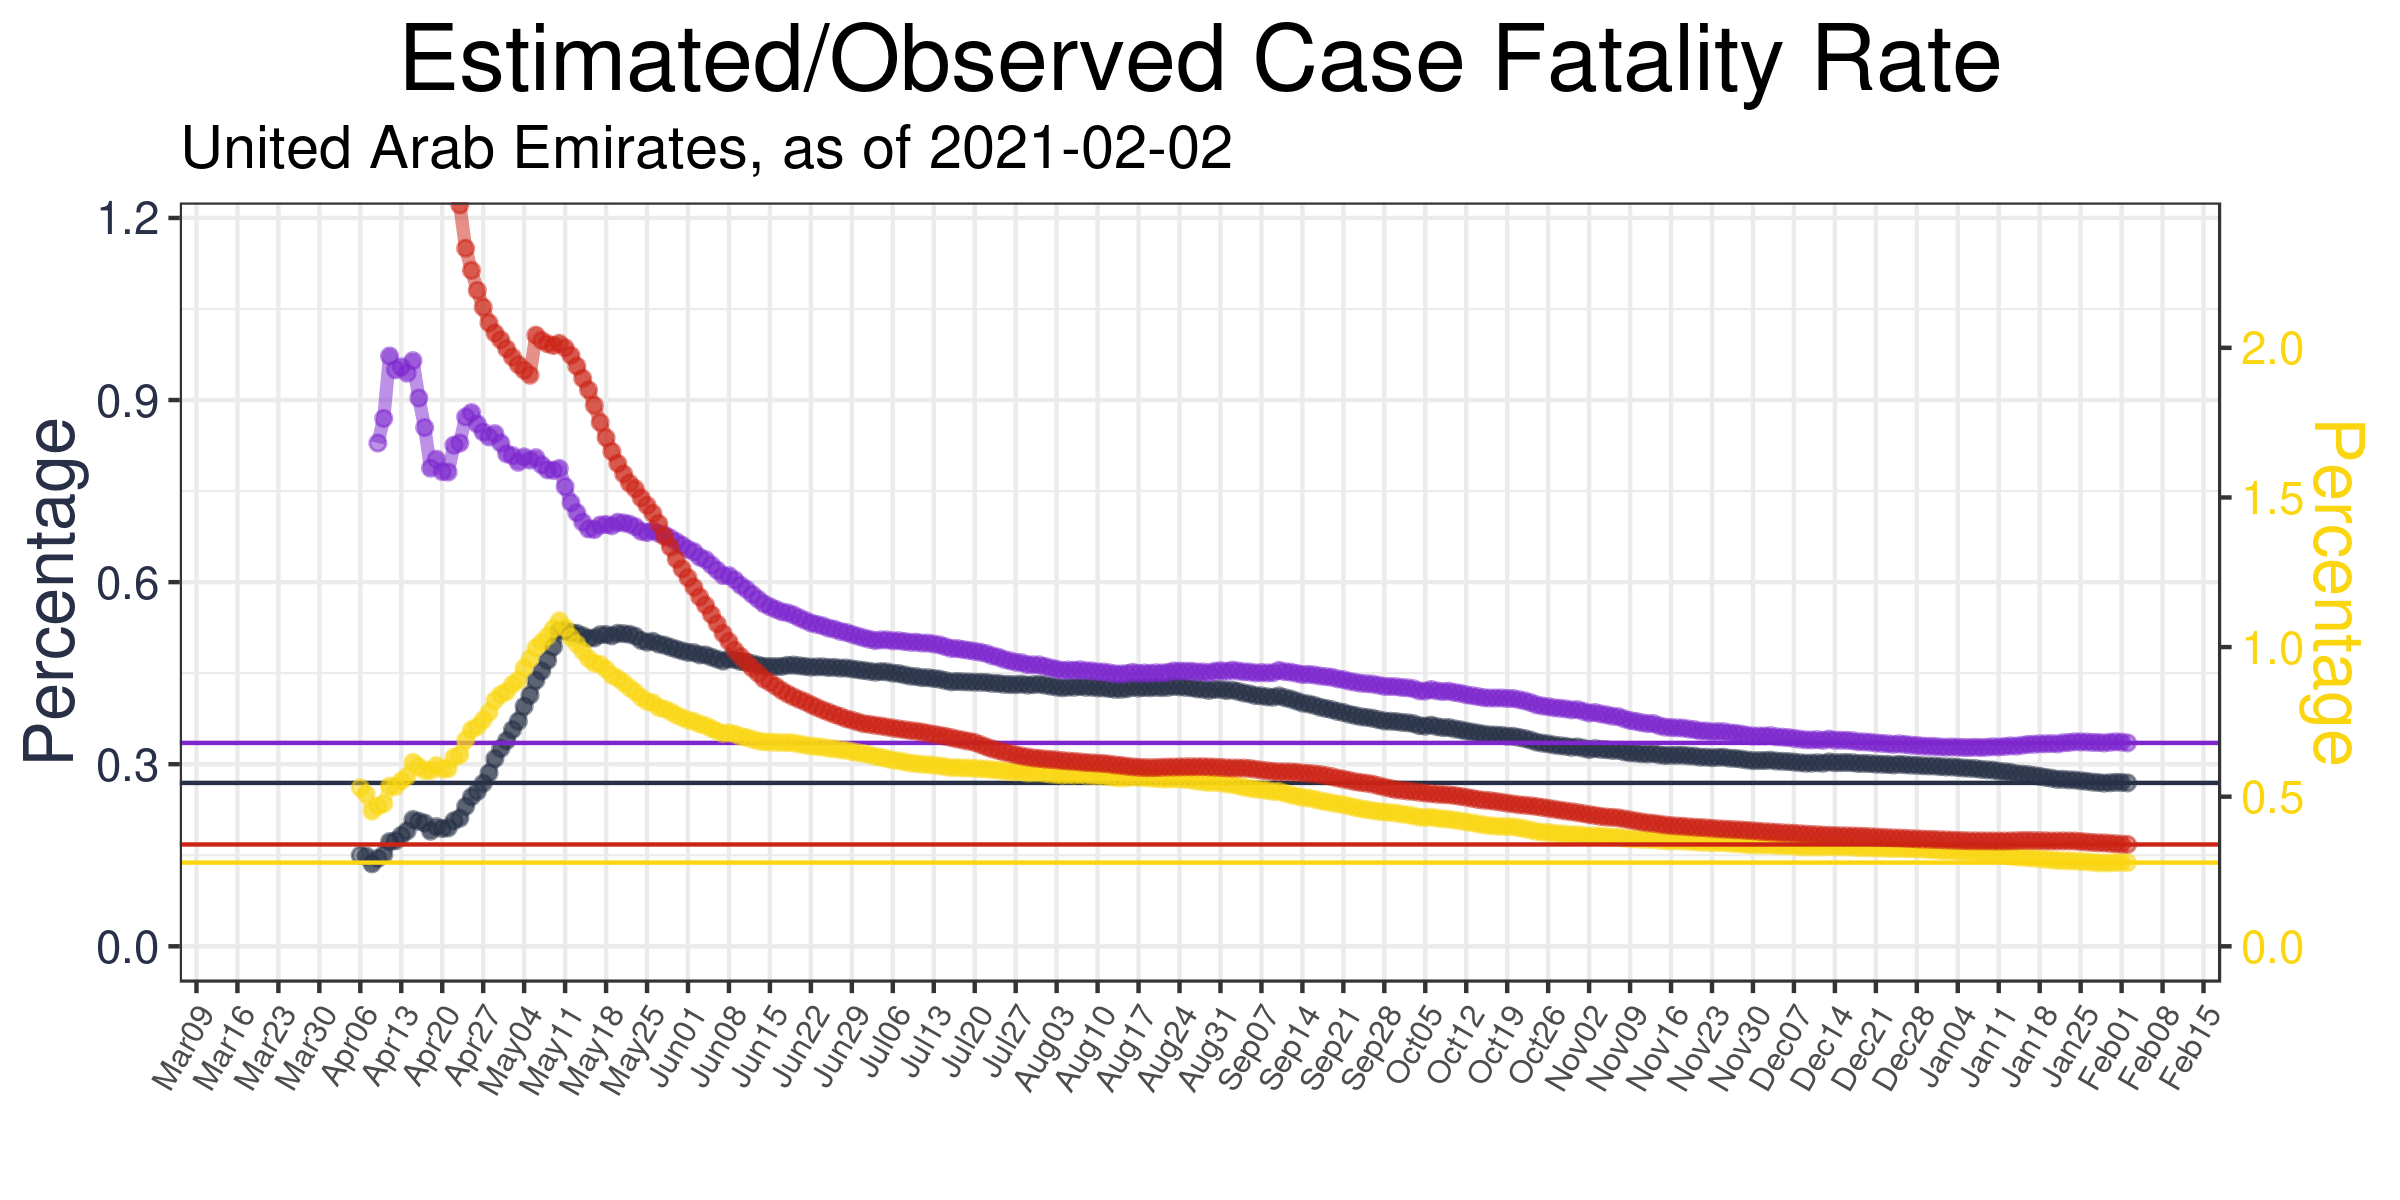 Estimated/Observed Case Fatality Rate
United Arab Emirates, as of 2021-02-02
Percentage
1.2
0.9
0.6
0.3
0.0
2.0
1.5
1.0
0.5
0.0
Percentage
Mar09
Mar16
Mar23
Mar30
Apr06
Apr13
Apr20
Apr27
May04
May11
May18
May25
Jun01
Jun08
Jun15
Jun22
Jun29
Jul06
Jul13
Jul20
Jul27
Aug03
Aug10
Aug17
Aug24
Aug31
Sep07
Sep14
Sep21
Sep28
Oct05
Oct12
Oct19
Oct26
Nov02
Nov09
Nov16
Nov23
Nov30
Dec07
Dec14
Dec21
Dec28
Jan04
Jan11
Jan18
Jan25
Feb01
Feb08
Feb15